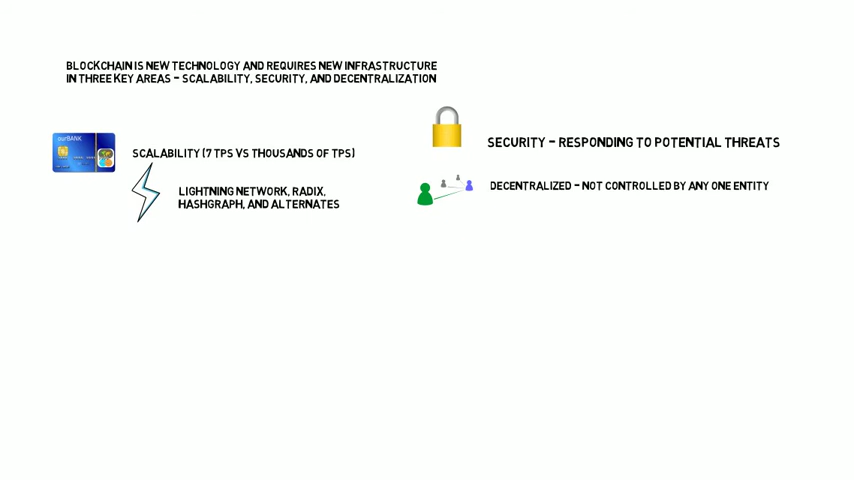 BLOCKCHAIN IS NEW TECHNOLOGY AND REQUIRES NEW INFRASTRUCTURE
IN THREE KEY AREAS – SCALABILITY, SECURITY, AND DECENTRALIZATION
ourBANK
SCALABILITY (7 TPS VS THOUSANDS OF TPS)
LIGHTNING NETWORK, RADIX,
HASHGRAPH, AND ALTERNATES
SECURITY – RESPONDING TO POTENTIAL THREATS
DECENTRALIZED – NOT CONTROLLED BY ANY ONE ENTITY